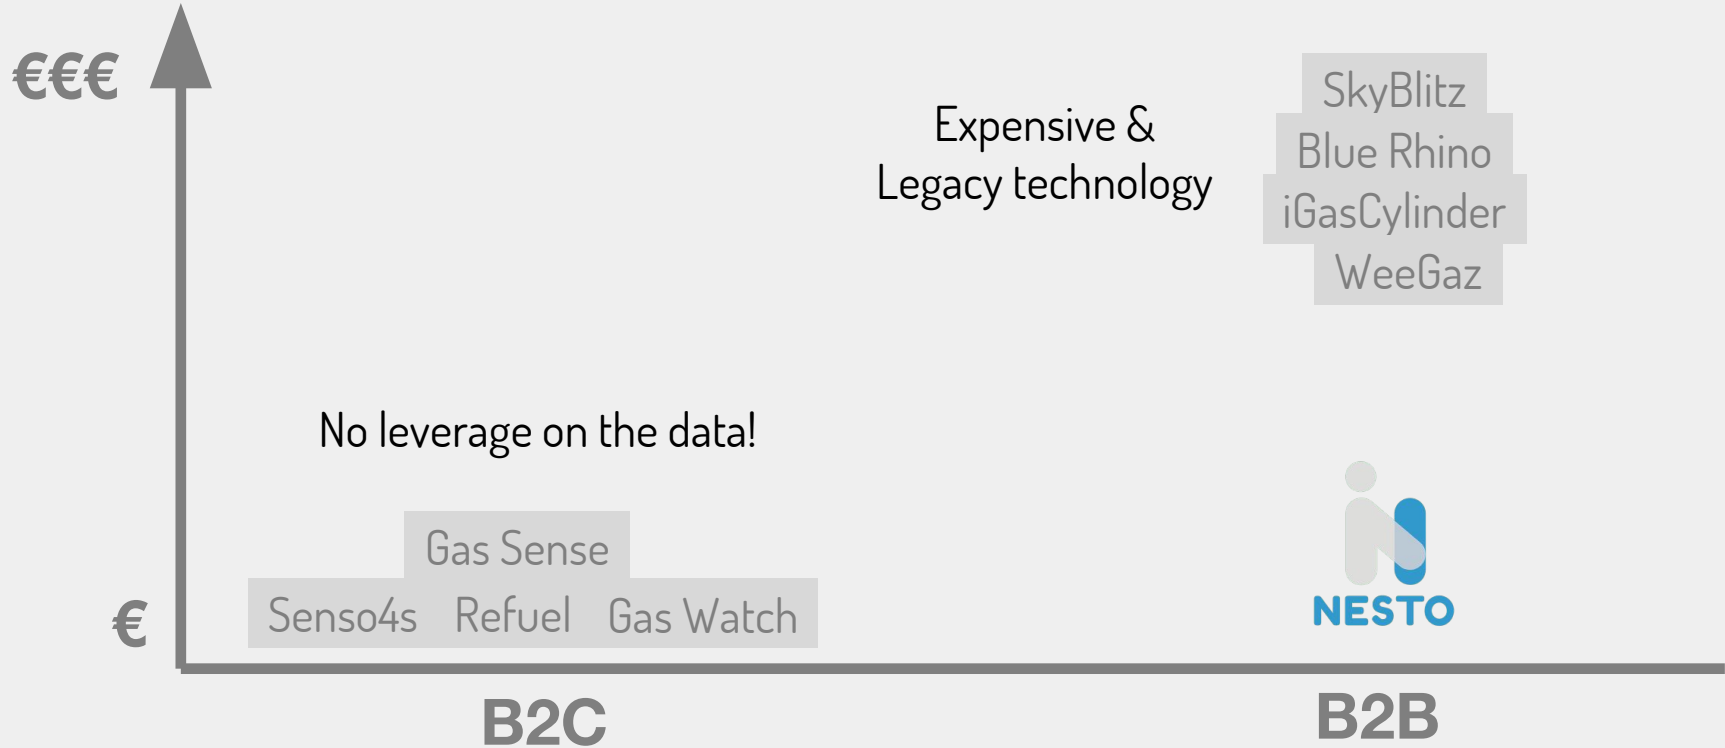 €€€
SkyBlitz
Expensive &
Blue Rhino
Legacy technology
iGasCylinder
WeeGaz
No leverage on the data!
Gas Sense
Senso4s Refuel Gas Watch
€
NESTO
B2C
B2B